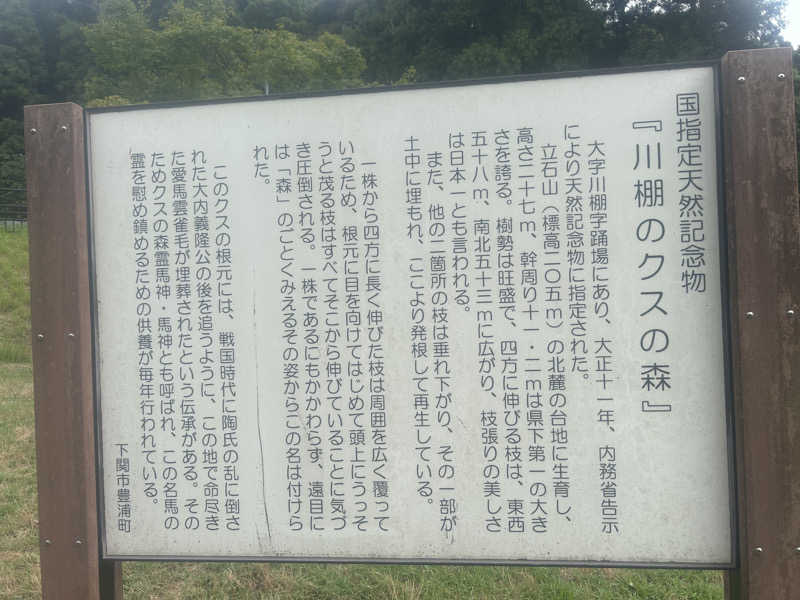 国指定天然記念物
『川棚のクスの森』
大字川棚字踊場にあり、大正十一年、内務省告示
により天然記念物に指定された。
立石山（標高二〇五ｍ）の北麓の台地に生育し、
高さ二十七ｍ、幹周り十一・二ｍは県下第一の大き
さを誇る。樹勢は旺盛で、四方に伸びる枝は、東西
五十八ｍ、南北五十三ｍに広がり、枝張りの美しさ
は日本一とも言われる。
また、他の二箇所の枝は垂れ下がり、その一部が
土中に埋もれ、ここより発根して再生している。
一株から四方に長く伸びた枝は周囲を広く覆って
いるため、根元に目を向けてはじめて頭上にうっそ
うと茂る枝はすべてそこから伸びていることに気づ
き圧倒される。一株であるにもかかわらず、遠目に
は「森」のごとくみえるその姿からこの名は付けら
れた。
このクスの根元には、戦国時代に陶氏の乱に倒さ
れた大内義隆公の後を追うように、この地で命尽き
た愛馬雲雀毛が埋葬されたという伝承がある。その
ためクスの森霊馬神・馬神とも呼ばれ、この名馬の
霊を慰め鎮めるための供養が毎年行われている。
下関市豊浦町